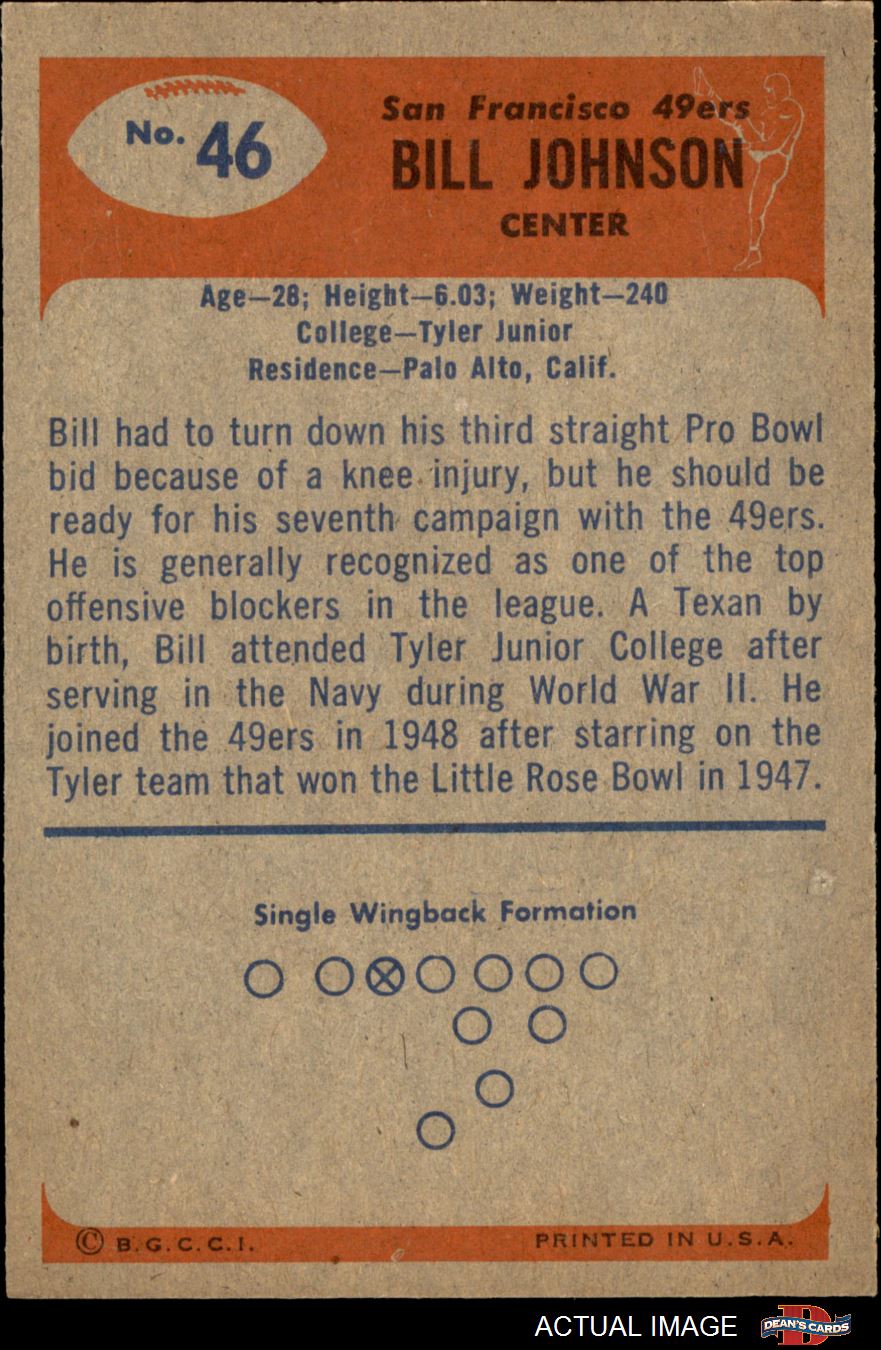 No. 46
San Francisco 49ers
BILL JOHNSON
CENTER
Age—28; Height—6.03; Weight—240
College—Tyler Junior
Residence—Palo Alto, Calif.
Bill had to turn down his third straight Pro Bowl
bid because of a knee injury, but he should be
ready for his seventh campaign with the 49ers.
He is generally recognized as one of the top
offensive blockers in the league. A Texan by
birth, Bill attended Tyler Junior College after
serving in the Navy during World War II. He
joined the 49ers in 1948 after starring on the
Tyler team that won the Little Rose Bowl in 1947.
Single Wingback Formation
© B.G.C.C.I.
PRINTED IN U.S.A.
ACTUAL IMAGE
D
DEAN'S CARDS